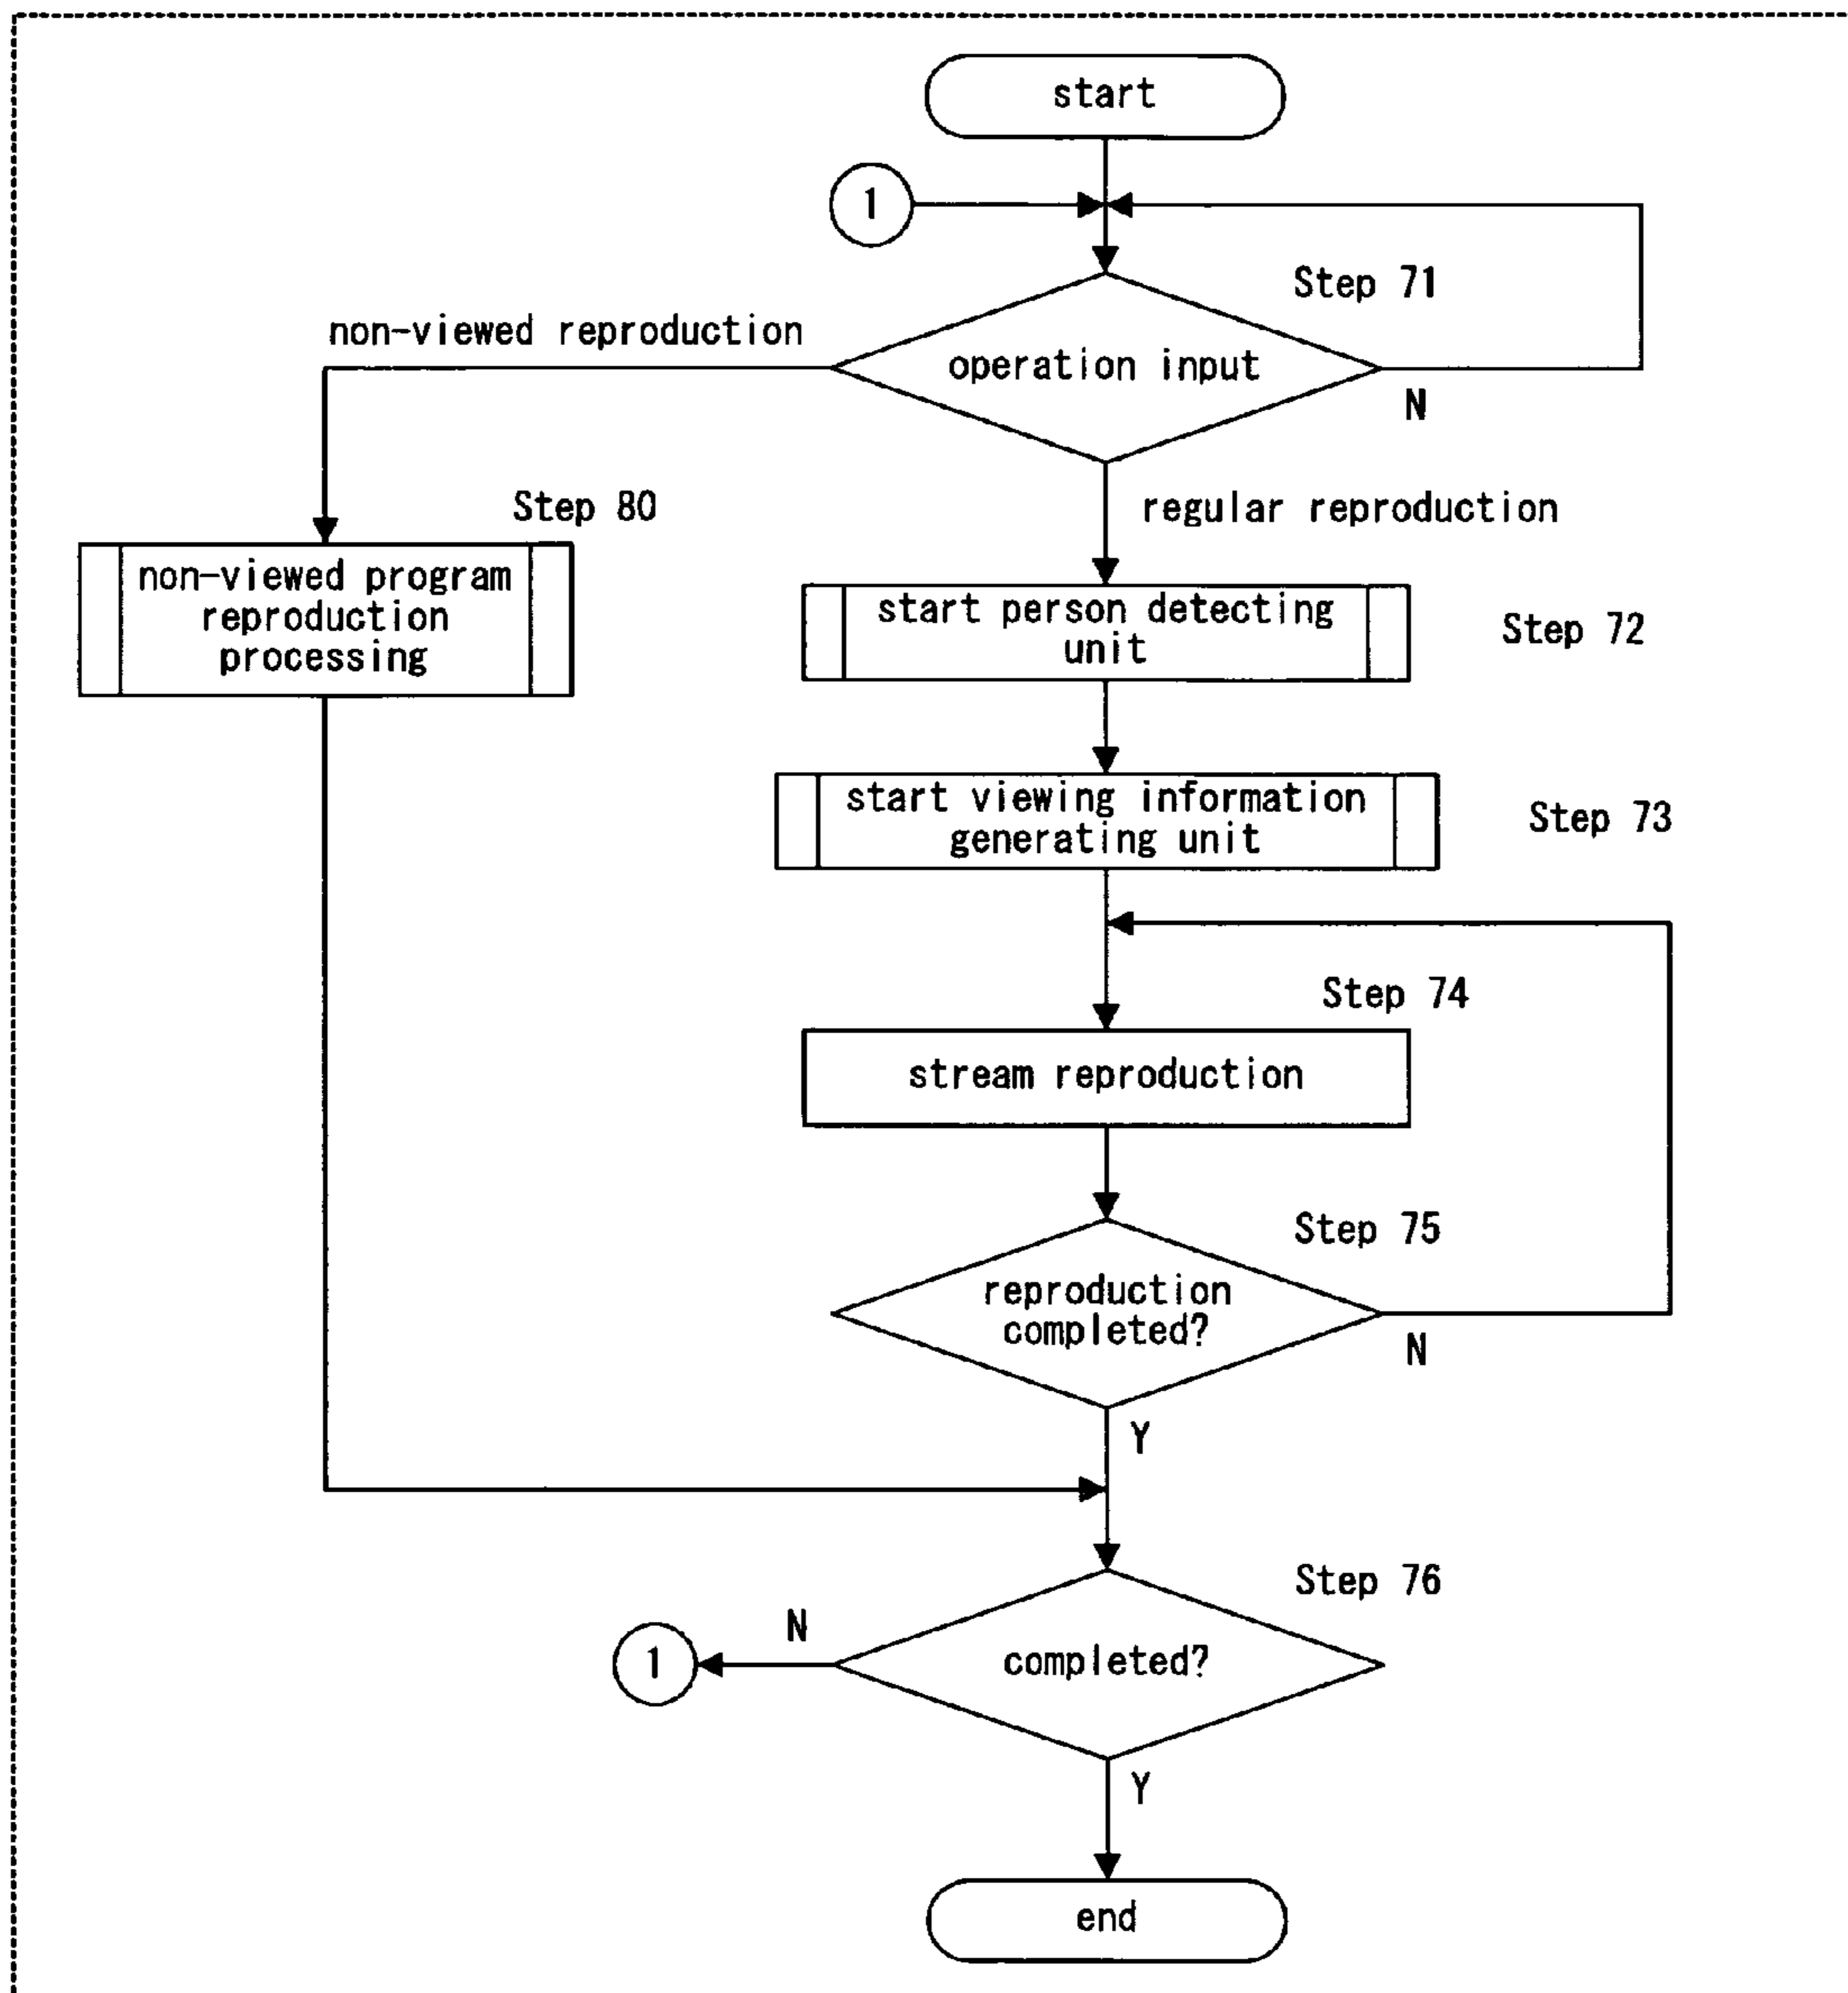 start
1
Step 71
non-viewed reproduction
operation input
N
Step 80
regular reproduction
non-viewed program
reproduction
processing
start person detecting
unit
Step 72
start viewing information
generating unit
Step 73
Step 74
stream reproduction
Step 75
reproduction
completed?
N
Y
Step 76
N
1
completed?
Y
end